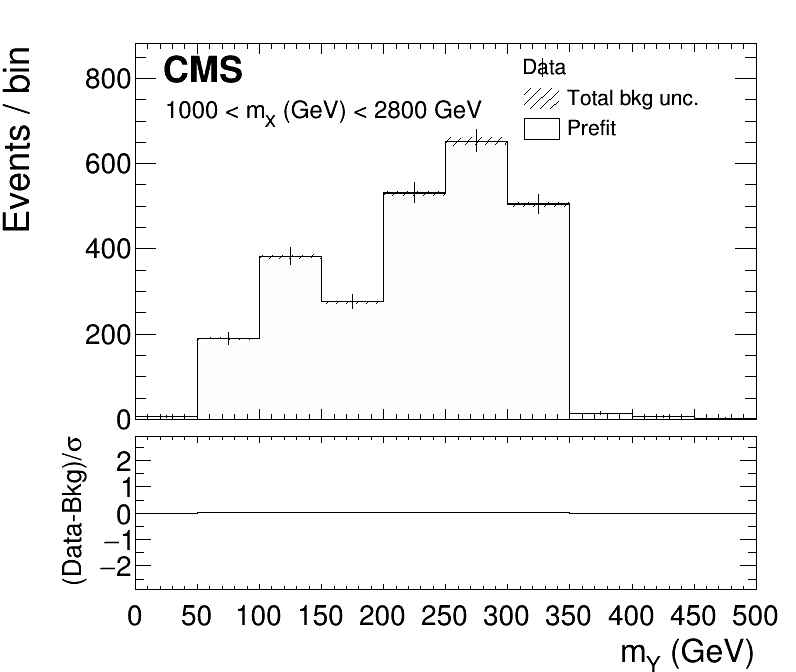 Events / bin
CMS
1000 < mX (GeV) < 2800 GeV
Data
Total bkg unc.
Prefit
800
600
400
200
0
(Data-Bkg)/σ
2
1
0
−1
−2
0 50 100 150 200 250 300 350 400 450 500
mY (GeV)